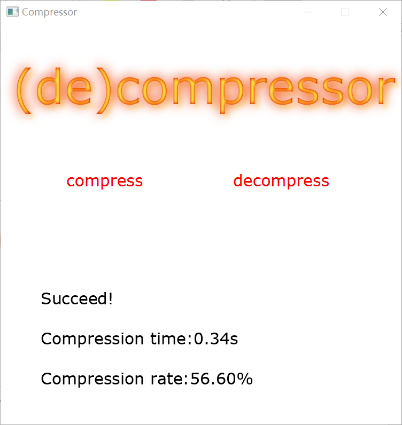 Compressor
(de)compressor
compress decompress
Succeed!
Compression time:0.34s
Compression rate:56.60%